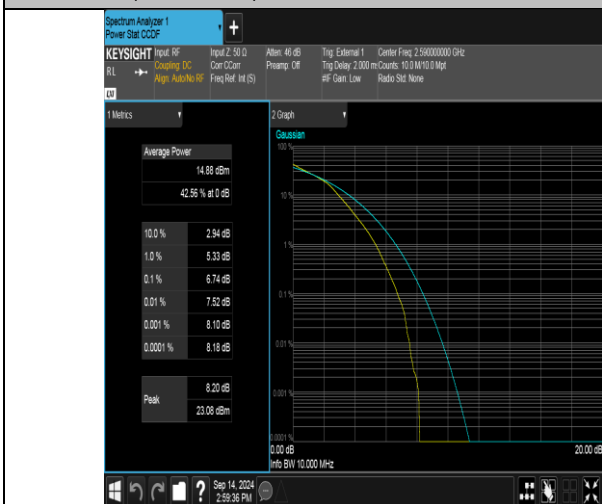 Spectrum Analyzer 1
Power Stat CCDF
+
KEYSIGHT
RL
Input: RF
Coupling: DC
Align: Auto/No RF
Input Z: 50 Ω
Corr CCorr
Freq Ref: Int (S)
Atten: 46 dB
Preamp: Off
Trig: External 1
Trig Delay: 2.000 m
#IF Gain: Low
Center Freq: 2.590000000 GHz
Counts: 10.0 M/10.0 Mpt
Radio Std: None
1 Metrics
Average Power
14.88 dBm
42.56 % at 0 dB
10.0 % 2.94 dB
1.0 % 5.33 dB
0.1 % 6.74 dB
0.01 % 7.52 dB
0.001 % 8.10 dB
0.0001 % 8.18 dB
Peak
8.20 dB
23.08 dBm
2 Graph
Gaussian
100 %
10 %
1 %
0.1 %
0.01 %
0.001 %
0.0001 %
0.00 dB 20.00 dB
Info BW 10.000 MHz
?
Sep 14, 2024
2:59:36 PM